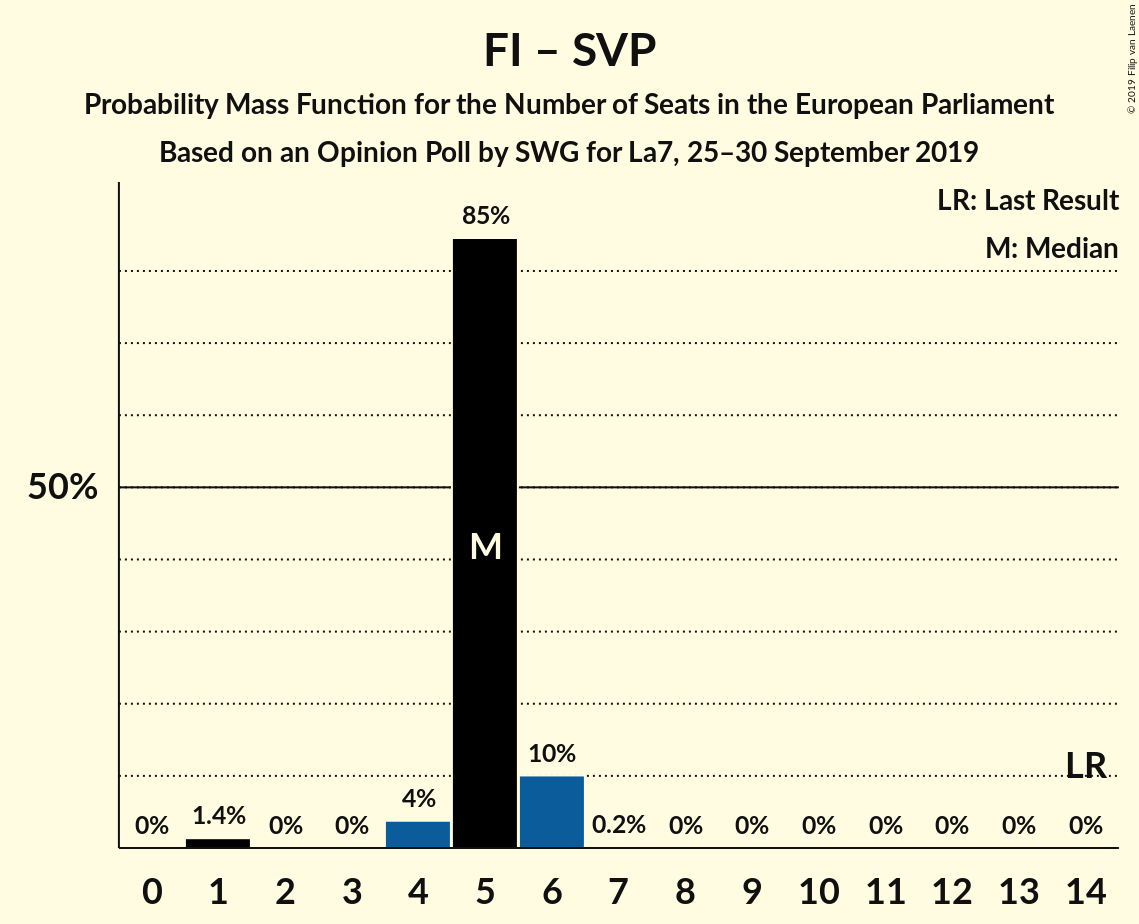 FI – SVP
Probability Mass Function for the Number of Seats in the European Parliament
Based on an Opinion Poll by SWG for La7, 25–30 September 2019
© 2019 Filip van Laenen
LR: Last Result
M: Median
85%
50%
M
10%
LR
4%
1.4%
0% 0% 0% 0.2% 0% 0% 0% 0% 0% 0% 0%
0 1 2 3 4 5 6 7 8 9 10 11 12 13 14